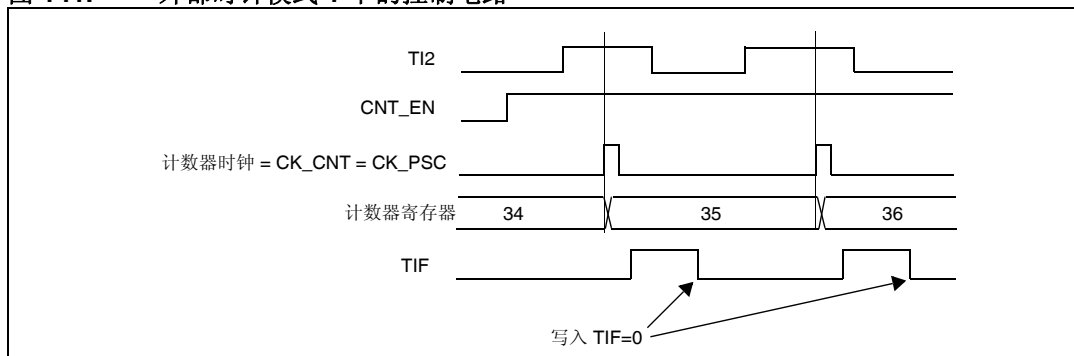 TI2
CNT_EN
计数器时钟 = CK_CNT = CK_PSC
计数器寄存器 34 35 36
TIF
写入 TIF=0